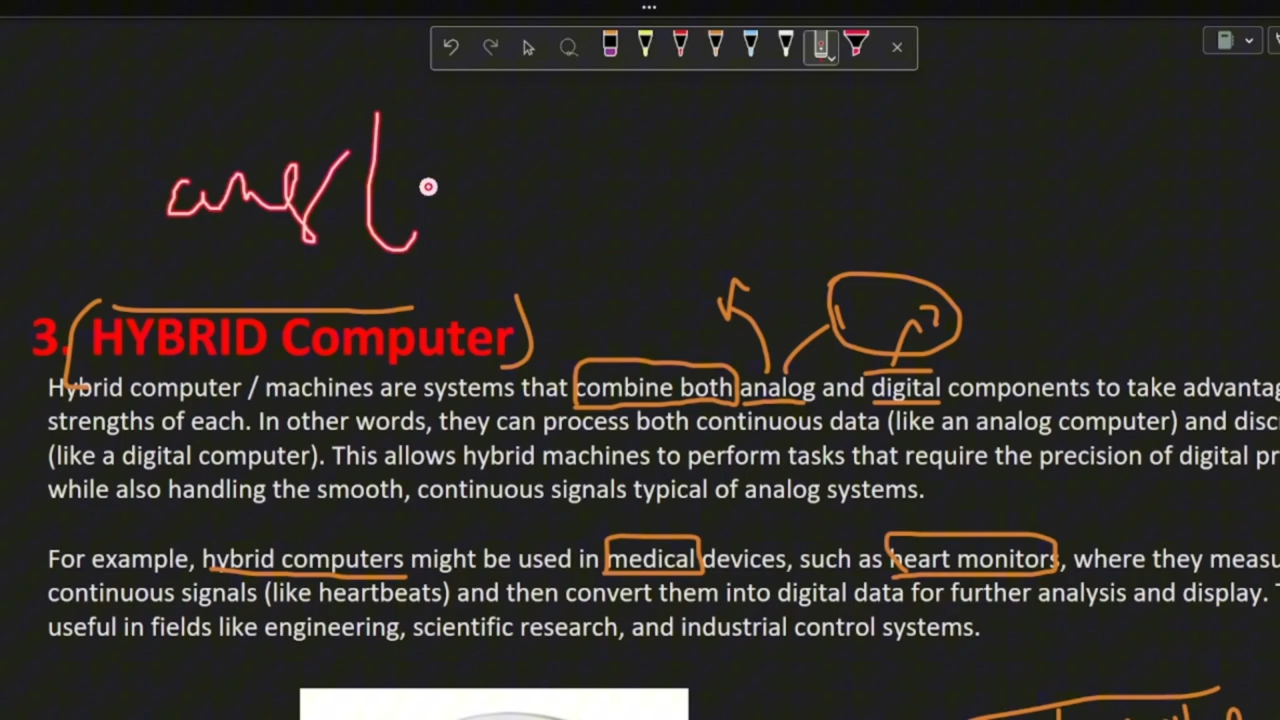 3. HYBRID Computer
Hybrid computer / machines are systems that combine both analog and digital components to take
strengths of each. In other words, they can process both continuous data (like an analog computer) and
(like a digital computer). This allows hybrid machines to perform tasks that require the precision of digital
while also handling the smooth, continuous signals typical of analog systems.
For example, hybrid computers might be used in medical devices, such as heart monitors, where they
continuous signals (like heartbeats) and then convert them into digital data for further analysis and display.
useful in fields like engineering, scientific research, and industrial control systems.